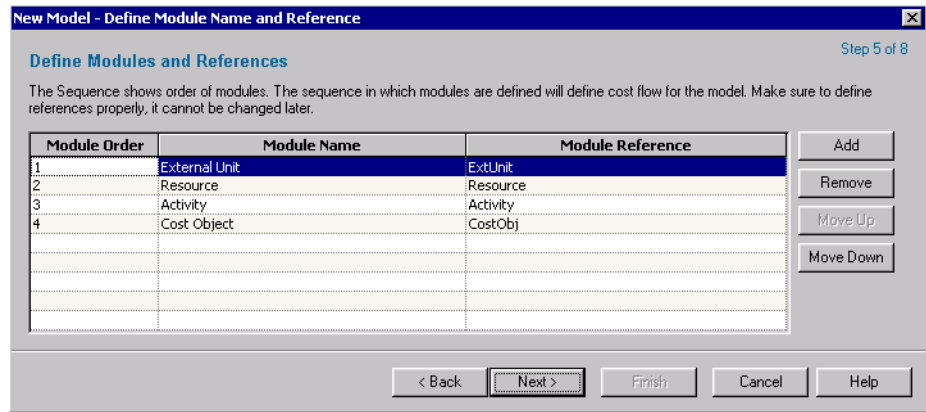 New Model - Define Module Name and Reference
Step 5 of 8
Define Modules and References
The Sequence shows order of modules. The sequence in which modules are defined will define cost flow for the model. Make sure to define
references properly, it cannot be changed later.
Module Order Module Name Module Reference
1 External Unit ExtUnit
2 Resource Resource
3 Activity Activity
4 Cost Object CostObj
Add
Remove
Move Up
Move Down
< Back Next > Finish Cancel Help